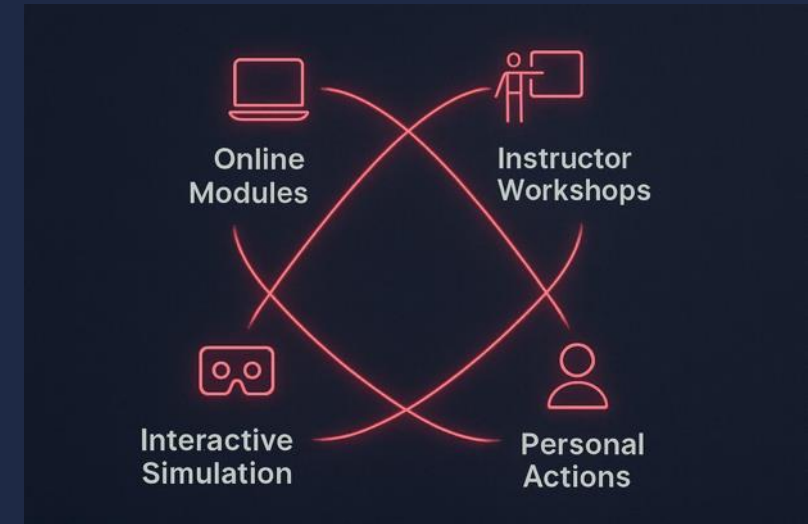 Online
Modules
Instructor
Workshops
Interactive
Simulation
Personal
Actions